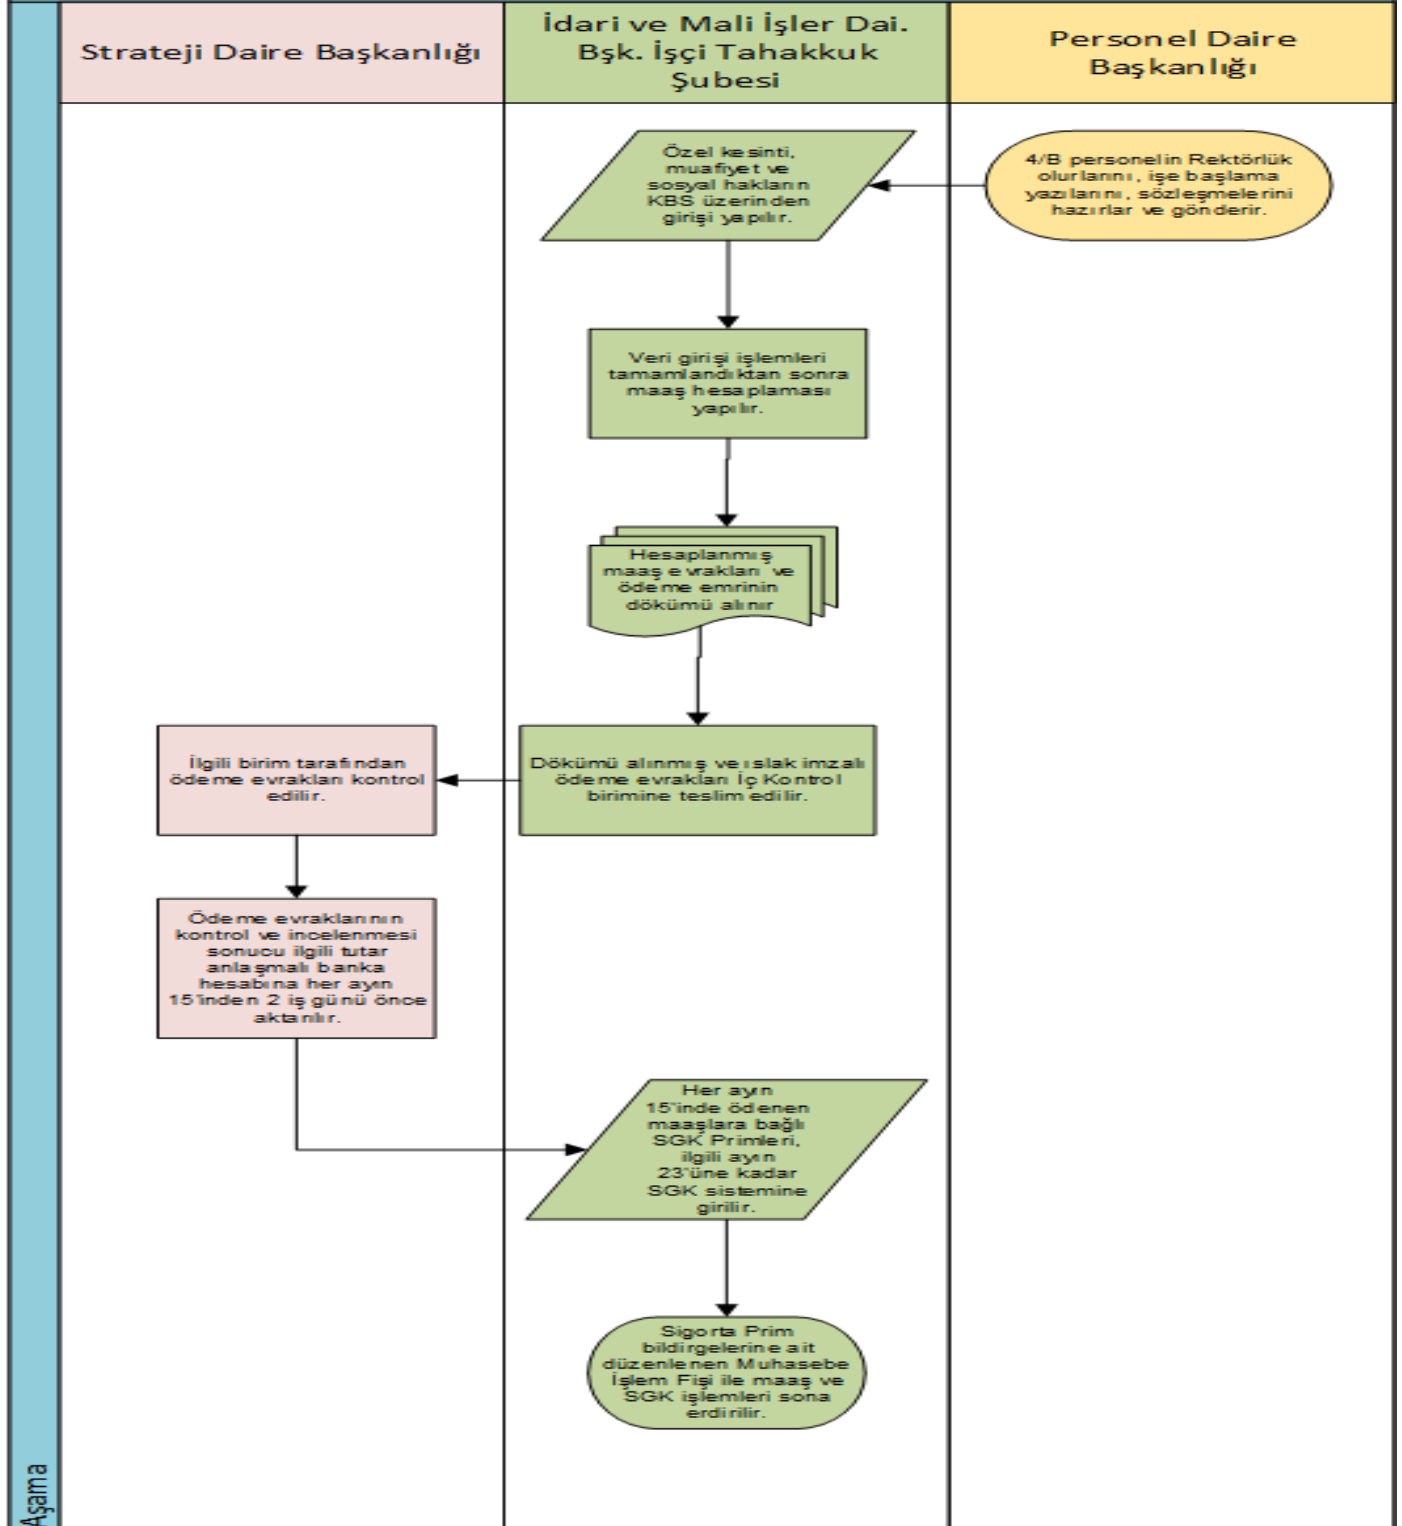 Strateji Daire Başkanlığı
İdari ve Mali İşler Dai.
Bşk. İşçi Tahakkuk
Şubesi
Personel Daire
Başkanlığı
4/B personelin Rektörlük
olurlarını, işe başlama
yazılarını, sözleşmelerini
hazırlar ve gönderir.
Özel kesinti,
muafiyet ve
sosyal hakların
KBS üzerinden
girişi yapılır.
Veri girişi işlemleri
tamamlandıktan sonra
maaş hesaplaması
yapılır.
Hesaplanmış
maaş evrakları ve
ödeme emrinin
dökümü alınır
Dökümü alınmış ve ıslak imzalı
ödeme evrakları İç Kontrol
birimine teslim edilir.
İlgili birim tarafından
ödeme evrakları kontrol
edilir.
Ödeme evraklarının
kontrol ve incelenmesi
sonucu ilgili tutar
anlaşmalı banka
hesabına her ayın
15'inden 2 iş günü önce
aktarılır.
Her ayın
15'inde ödenen
maaşlara bağlı
SGK Primleri,
ilgili ayın
23'üne kadar
SGK sistemine
girilir.
Sigorta Prim
bildirgelerine ait
düzenlenen Muhasebe
İşlem Fişi ile maaş ve
SGK işlemleri sona
erdirilir.
Aşama